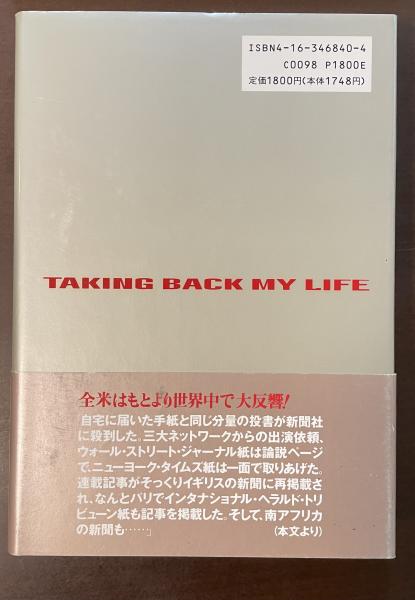 ISBN4-16-346840-4
C0098 P1800E
定価1800円(本体1748円)
TAKING BACK MY LIFE
全米はもとより世界中で大反響!
「自宅に届いた手紙と同じ分量の投書が新聞社
に殺到した。三大ネットワークからの出演依頼、
ウォール・ストリート・ジャーナル紙は論説ページ
で、ニューヨーク・タイムズ紙は一面で取りあげた。
連載記事がそっくりイギリスの新聞に再掲載さ
れ、なんとパリでインタナショナル・ヘラルド・トリ
ビューン紙も記事を掲載した。そして、南アフリカ
の新聞も……」
(本文より)